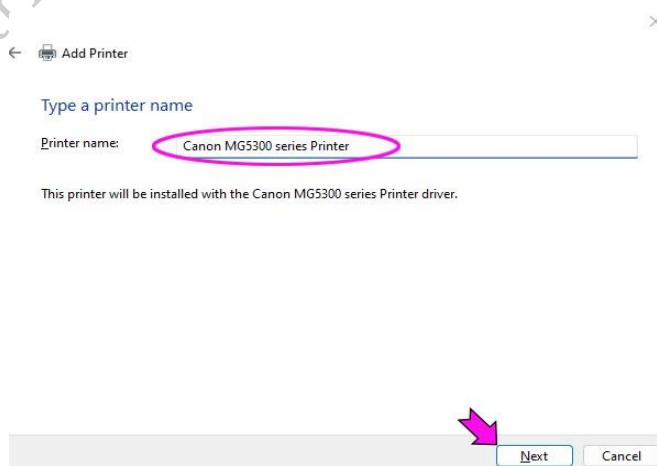 Add Printer
Type a printer name
Printer name: Canon MG5300 series Printer
This printer will be installed with the Canon MG5300 series Printer driver.
Next Cancel